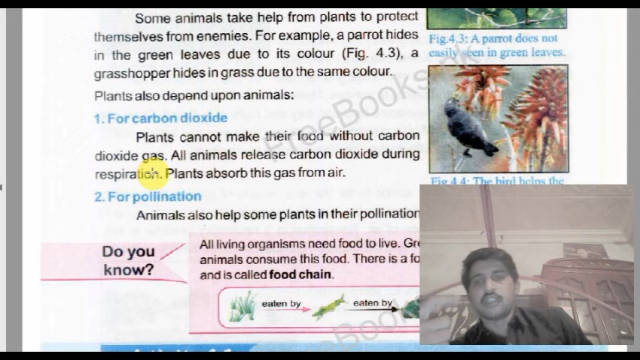 Some animals take help from plants to protect
themselves from enemies. For example, a parrot hides
in the green leaves due to its colour (Fig. 4.3), a
grasshopper hides in grass due to the same colour.
Plants also depend upon animals:
1. For carbon dioxide
Plants cannot make their food without carbon
dioxide gas. All animals release carbon dioxide during
respiration. Plants absorb this gas from air.
2. For pollination
Animals also help some plants in their pollination
Fig.4.3: A parrot does not
easily seen in green leaves.
Fig 4.4: The bird helps the
Do you
know?
All living organisms need food to live.
animals consume this food. There is a
and is called food chain.
eaten by
eaten by
FreeBooks